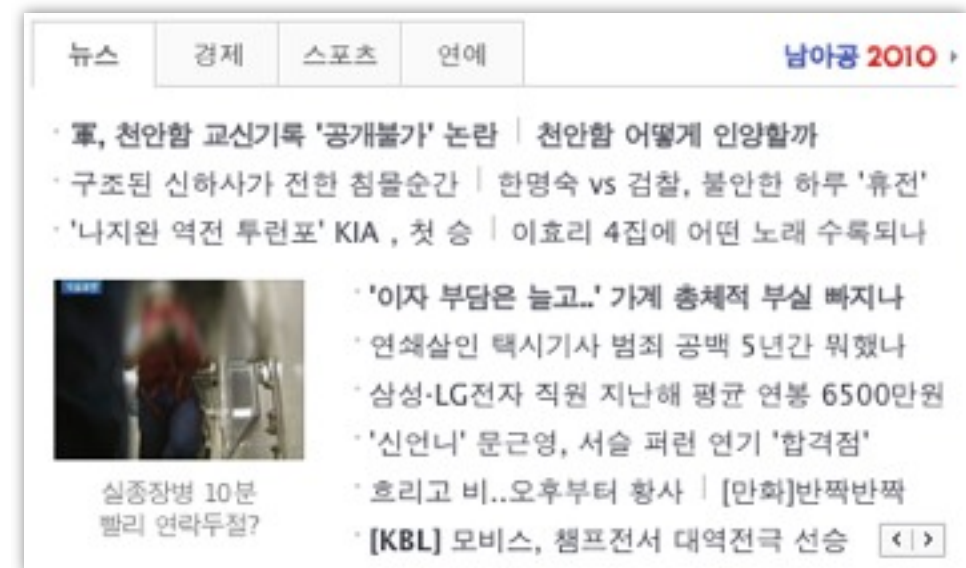 뉴스 경제 스포츠 연예 남아공 2010
軍, 천안함 교신기록 '공개불가' 논란 | 천안함 어떻게 인양할까
구조된 신하사가 전한 침몰순간 | 한명숙 vs 검찰, 불안한 하루 '휴전'
'나지완 역전 투런포' KIA , 첫 승 | 이효리 4집에 어떤 노래 수록되나
'이자 부담은 늘고..' 가계 총체적 부실 빠지나
연쇄살인 택시기사 범죄 공백 5년간 뭐했나
삼성·LG전자 직원 지난해 평균 연봉 6500만원
'신언니' 문근영, 서슬 퍼런 연기 '합격점'
흐리고 비..오후부터 황사 | [만화]반짝반짝
[KBL] 모비스, 챔프전서 대역전극 선승
실종장병 10분
빨리 연락두절?